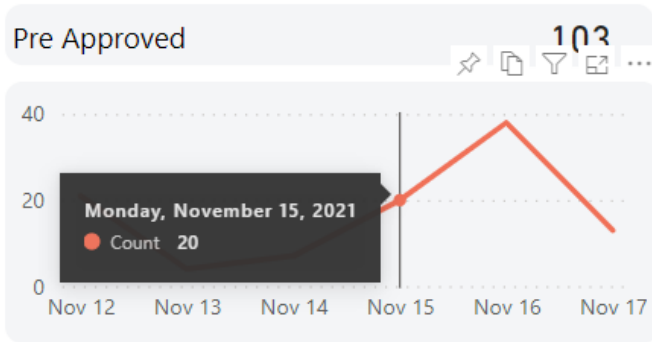 Pre Approved 103
40
20
0
Monday, November 15, 2021
Count 20
Nov 12 Nov 13 Nov 14 Nov 15 Nov 16 Nov 17